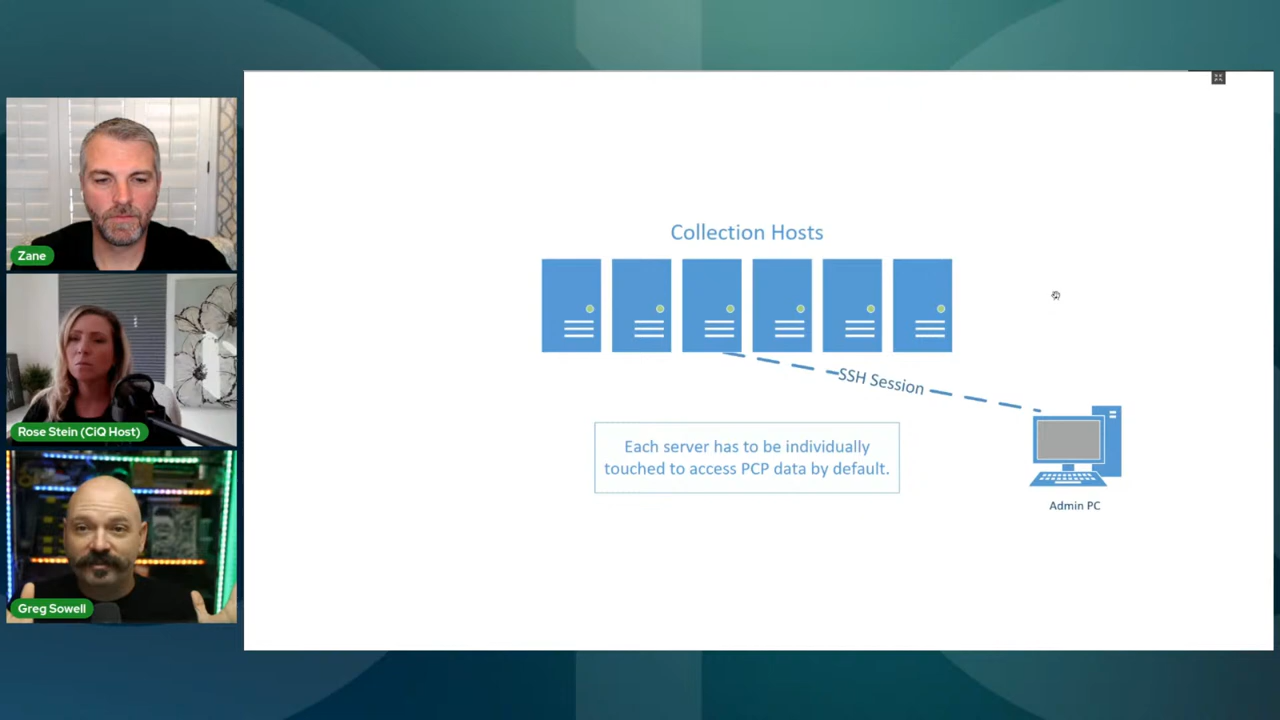 Zane
Rose Stein (CiQ Host)
Greg Sowell
Collection Hosts
SSH Session
Each server has to be individually
touched to access PCP data by default.
Admin PC